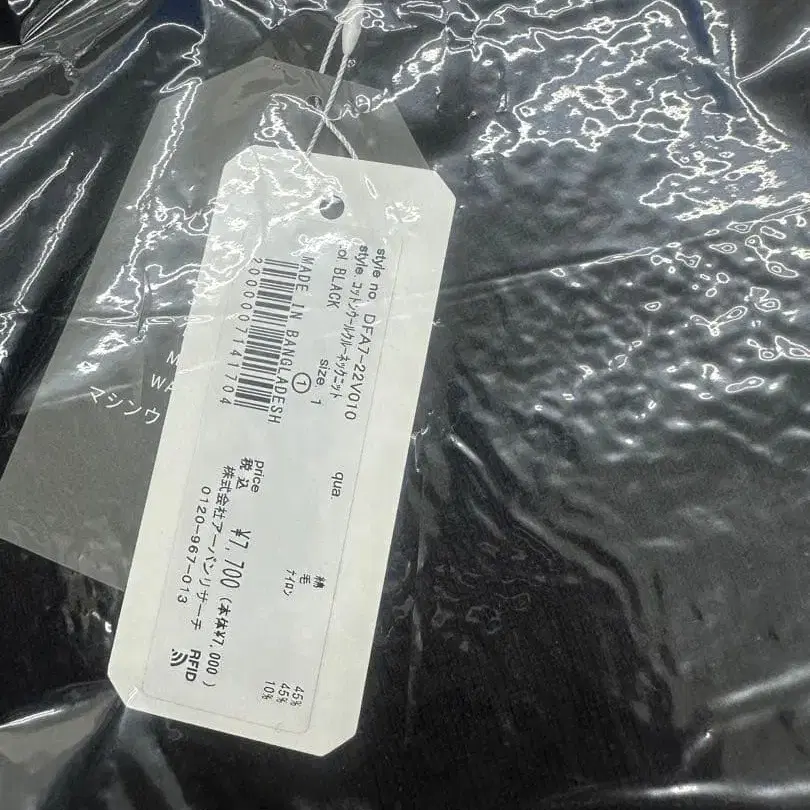 style no. DFA7-22V010
style. コットンウールクルーネックニット
col BLACK size. 1
MADE IN BANGLADESH ①
2000007141704
qua. 綿 45%
毛 45%
ナイロン 10%
price
税込 ¥7,700 (本体¥7,000)
株式会社アーバンリサーチ
0120-967-013
RFID
M
WA
マシンウ